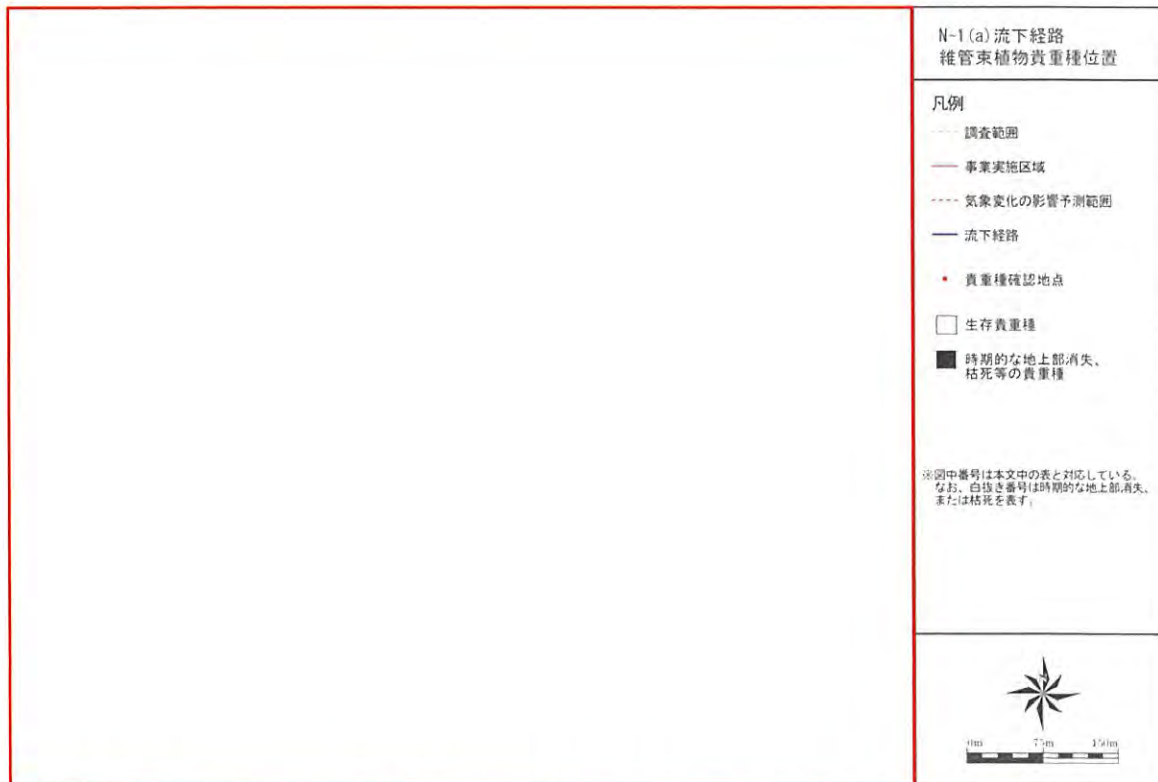 N-1(a)流下経路
維管束植物貴重種位置
凡例
調査範囲
事業実施区域
気象変化の影響予測範囲
流下経路
貴重種確認地点
生存貴重種
時期的な地上部消失、
枯死等の貴重種
※図中番号は本文中の表と対応している。
なお、白抜き番号は時期的な地上部消失、
または枯死を表す。
0m 75m 150m